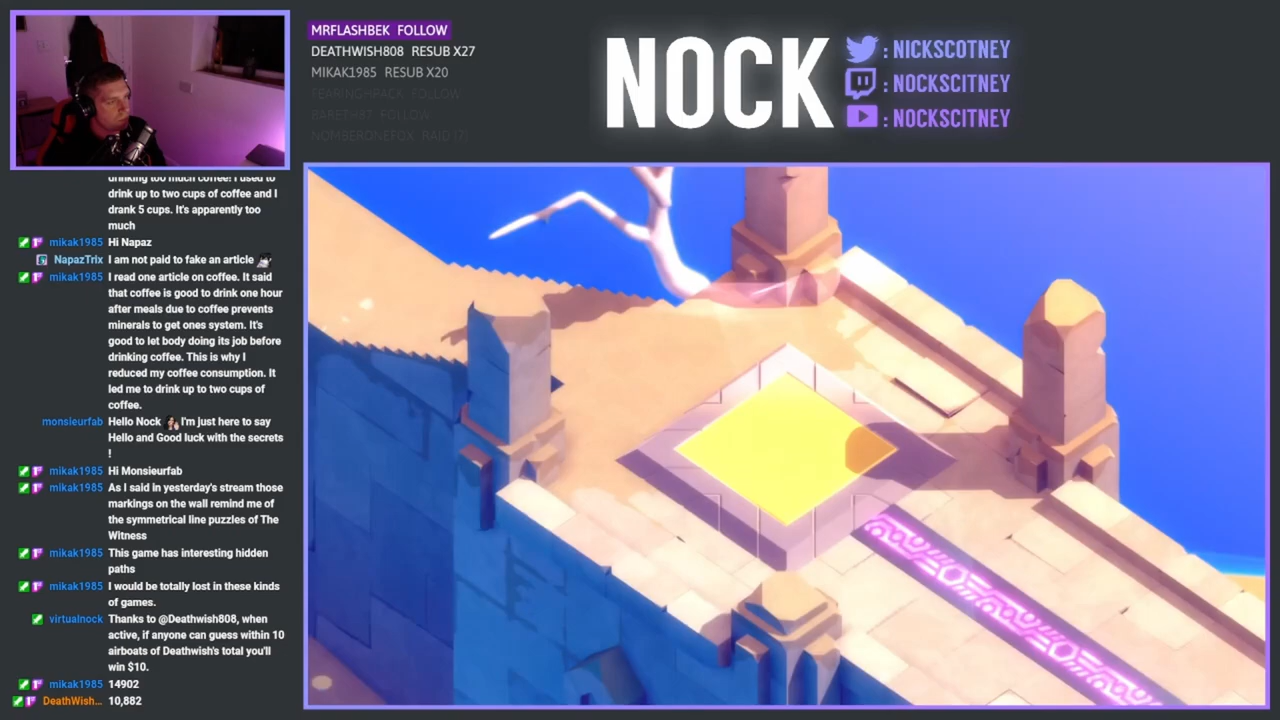 MRFLASHBEK FOLLOW
DEATHWISH808 RESUB X27
MIKAK1985 RESUB X20
FEARINGHPACK FOLLOW
BARETH87 FOLLOW
NOMBERONEFOX RAID (7)
NOCK
: NICKSCOTNEY
: NOCKSCITNEY
: NOCKSCITNEY
drinking too much coffee! I used to
drink up to two cups of coffee and I
drank 5 cups. It's apparently too
much
mikak1985 Hi Napaz
NapazTrix I am not paid to fake an article
mikak1985 I read one article on coffee. It said
that coffee is good to drink one hour
after meals due to coffee prevents
minerals to get ones system. It's
good to let body doing its job before
drinking coffee. This is why I
reduced my coffee consumption. It
led me to drink up to two cups of
coffee.
monsieurfab Hello Nock I'm just here to say
Hello and Good luck with the secrets
!
mikak1985 Hi Monsieurfab
mikak1985 As I said in yesterday's stream those
markings on the wall remind me of
the symmetrical line puzzles of The
Witness
mikak1985 This game has interesting hidden
paths
mikak1985 I would be totally lost in these kinds
of games.
virtualnock Thanks to @Deathwish808, when
active, if anyone can guess within 10
airboats of Deathwish's total you'll
win $10.
mikak1985 14902
DeathWish... 10,882